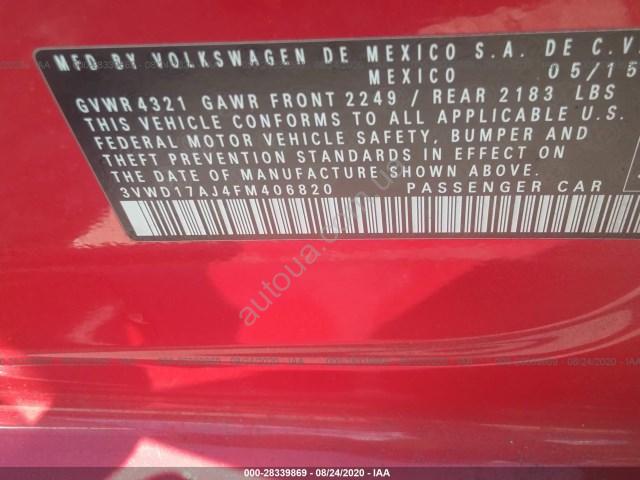 MFD BY VOLKSWAGEN DE MEXICO S.A. DE C.V
MEXICO 05/15
GVWR 4321 GAWR FRONT 2249 / REAR 2183 LBS
THIS VEHICLE CONFORMS TO ALL APPLICABLE U.S.
FEDERAL MOTOR VEHICLE SAFETY, BUMPER AND
THEFT PREVENTION STANDARDS IN EFFECT ON THE
DATE OF MANUFACTURE SHOWN ABOVE.
3VWD17AJ4FM406820 PASSENGER CAR
autoua.com
000-28339869 - 08/24/2020 - IAA